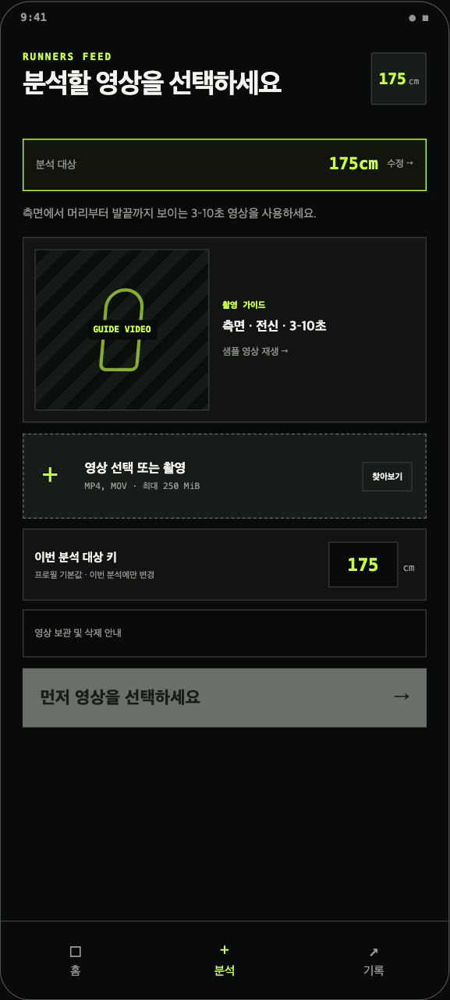 9:41
RUNNERS FEED
분석할 영상을 선택하세요
175 cm
분석 대상
175cm 수정 →
측면에서 머리부터 발끝까지 보이는 3-10초 영상을 사용하세요.
GUIDE VIDEO
촬영 가이드
측면 · 전신 · 3-10초
샘플 영상 재생 →
+
영상 선택 또는 촬영
MP4, MOV · 최대 250 MiB
찾아보기
이번 분석 대상 키
프로필 기본값 · 이번 분석에만 변경
175 cm
영상 보관 및 삭제 안내
먼저 영상을 선택하세요 →
홈
+
분석
↗
기록